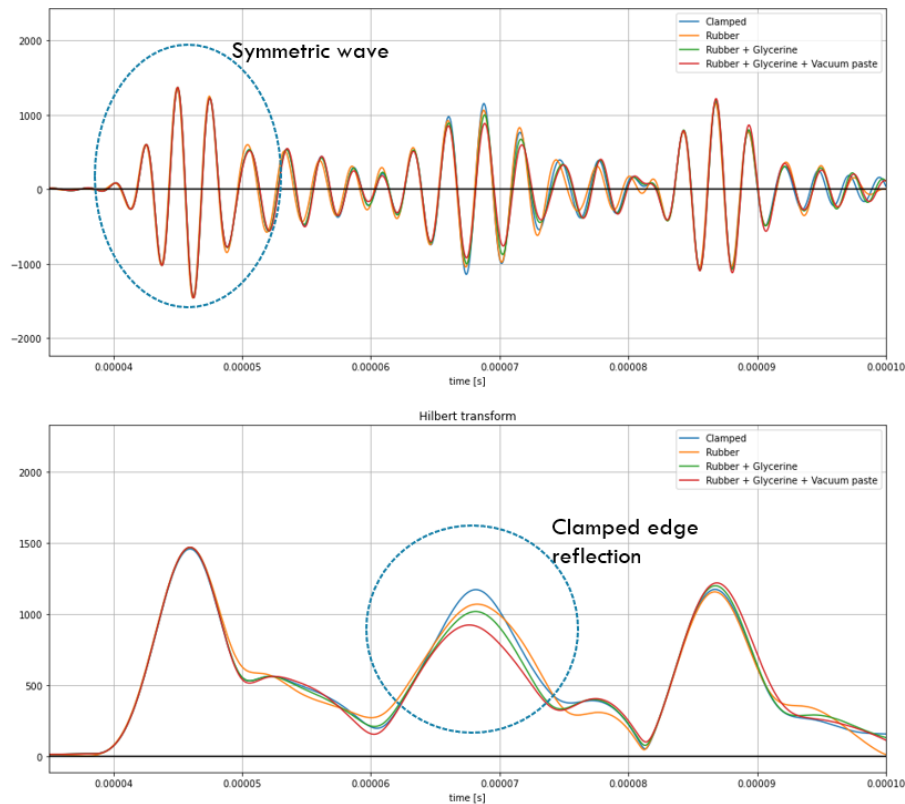 2000
1000
0
−1000
−2000
Symmetric wave
Clamped
Rubber
Rubber + Glycerine
Rubber + Glycerine + Vacuum paste
0.00004 0.00005 0.00006 0.00007 0.00008 0.00009 0.00010
time [s]
Hilbert transform
2000
1500
1000
500
0
Clamped
Rubber
Rubber + Glycerine
Rubber + Glycerine + Vacuum paste
Clamped edge
reflection
0.00004 0.00005 0.00006 0.00007 0.00008 0.00009 0.00010
time [s]